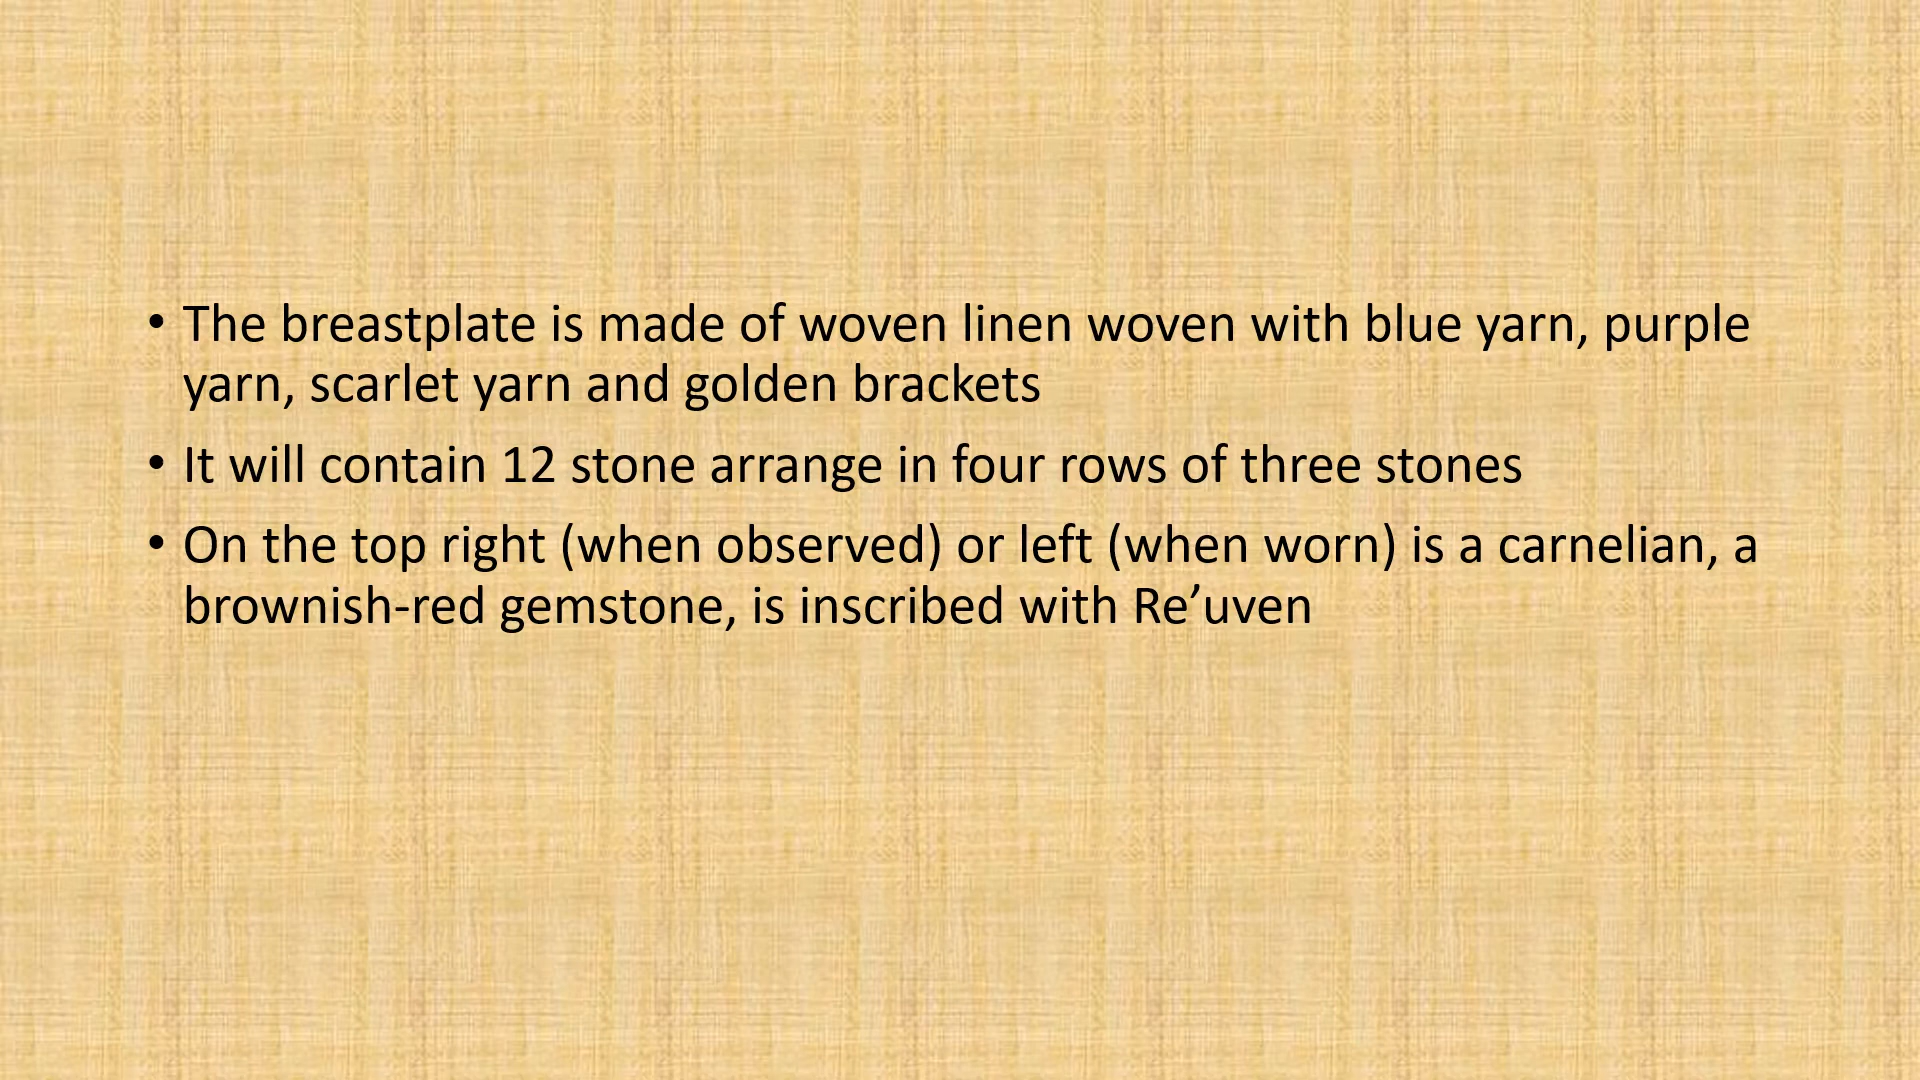 • The breastplate is made of woven linen woven with blue yarn, purple
yarn, scarlet yarn and golden brackets
• It will contain 12 stone arrange in four rows of three stones
• On the top right (when observed) or left (when worn) is a carnelian, a
brownish-red gemstone, is inscribed with Re’uven